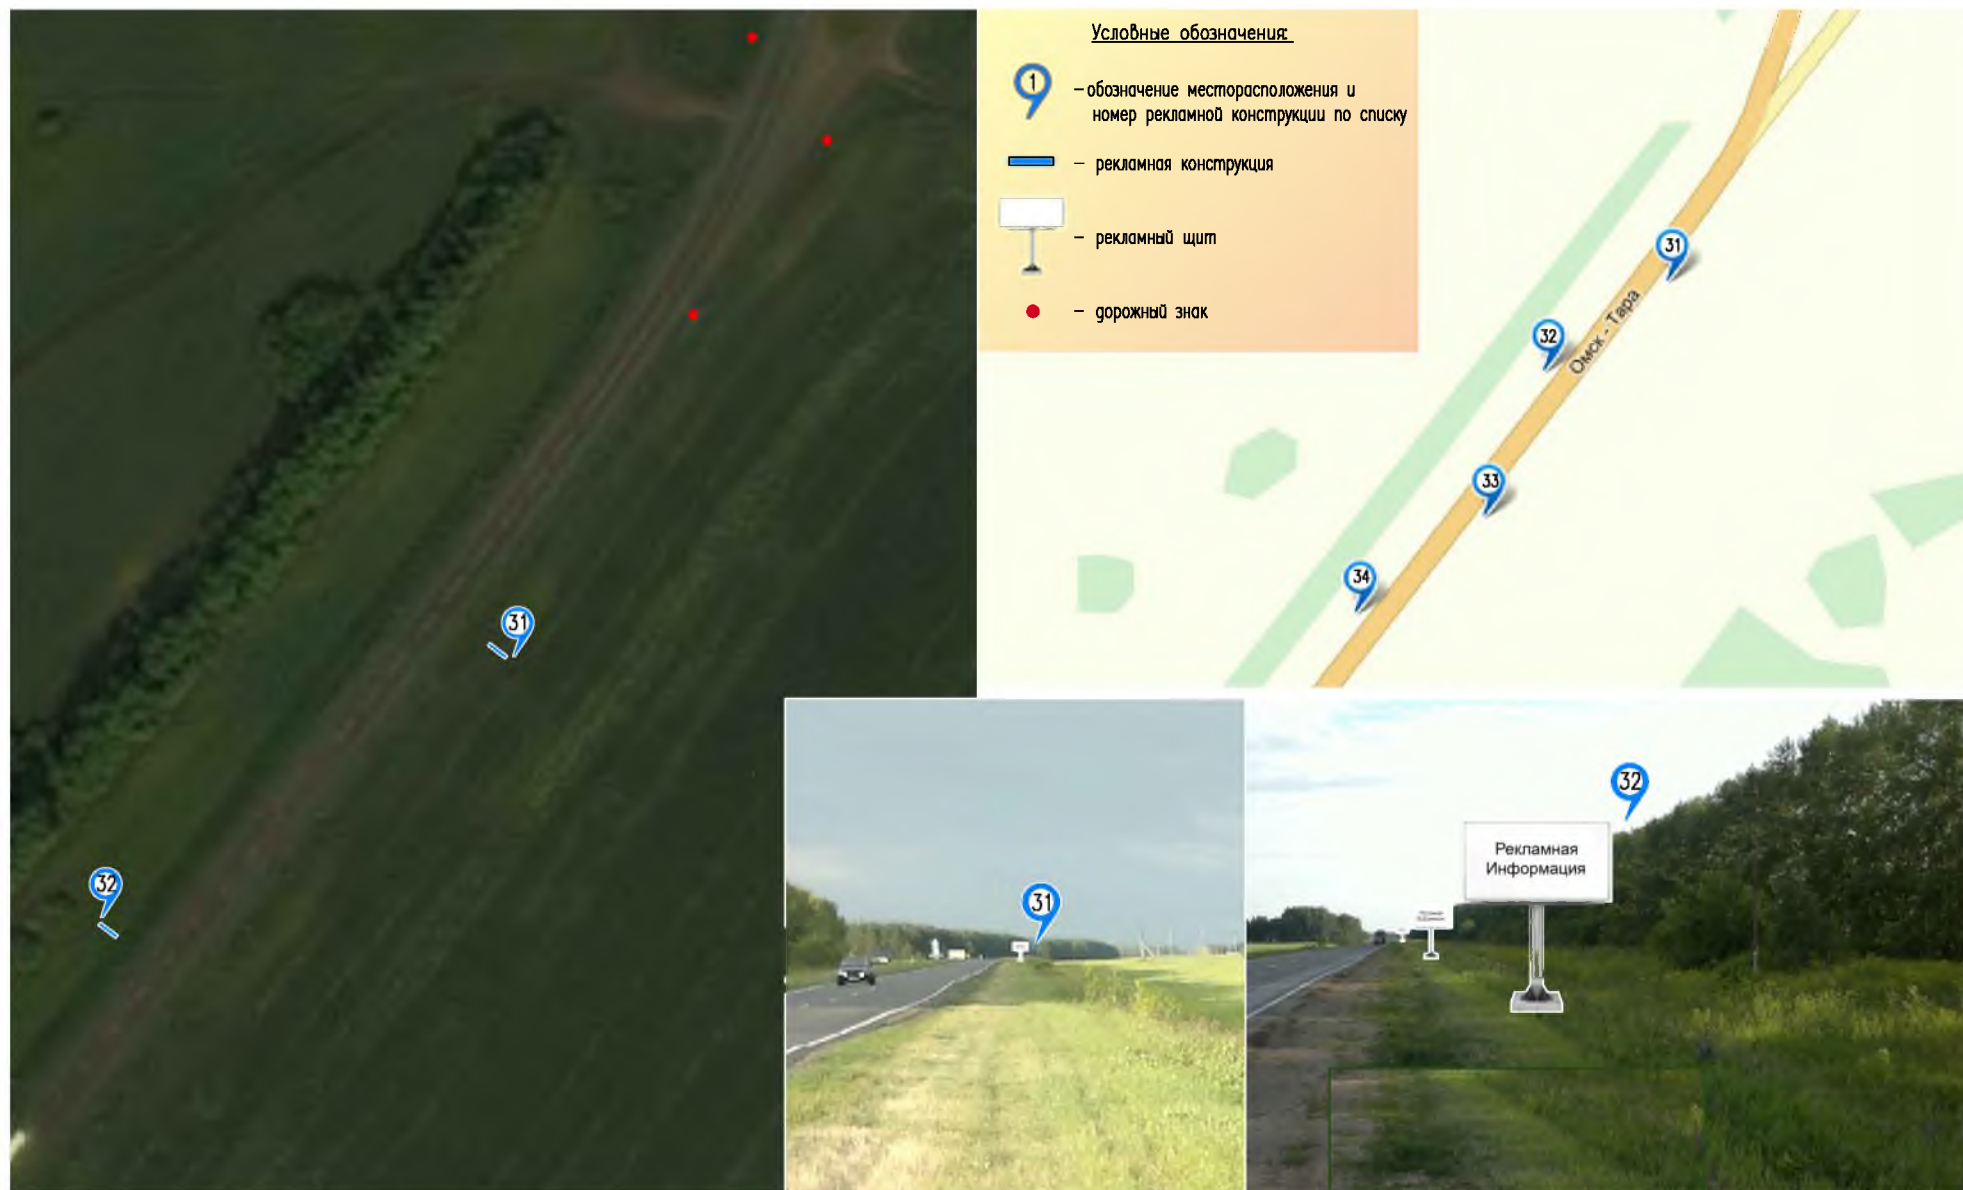 Условные обозначения:
1
– обозначение месторасположения и
номер рекламной конструкции по списку
– рекламная конструкция
– рекламный щит
– дорожный знак
31
32
Омск - Тара
33
34
31
32
31
32
Рекламная
Информация